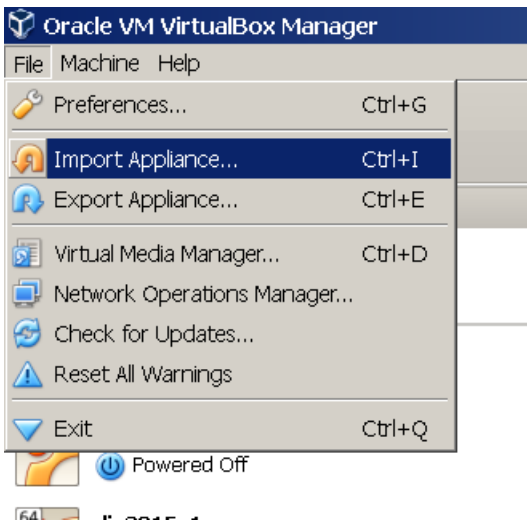 Oracle VM VirtualBox Manager
File Machine Help
Preferences... Ctrl+G
Import Appliance... Ctrl+I
Export Appliance... Ctrl+E
Virtual Media Manager... Ctrl+D
Network Operations Manager...
Check for Updates...
Reset All Warnings
Exit Ctrl+Q
Powered Off
64